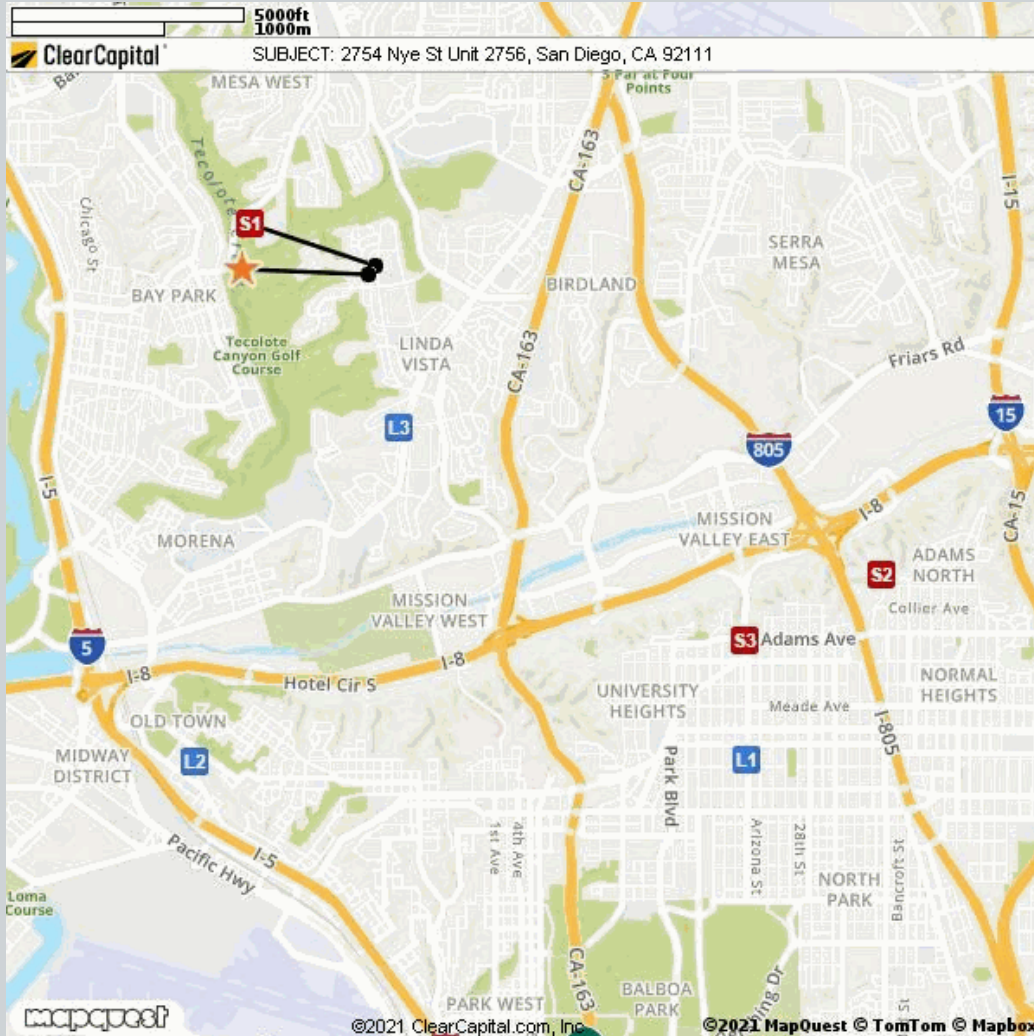 5000ft
1000m
ClearCapital
SUBJECT: 2754 Nye St Unit 2756, San Diego, CA 92111
MESA WEST
Par at Four
Points
CA-163
I-15
Chicago St
S1
SERRA
MESA
BAY PARK
BIRDLAND
Tecolote
Canyon Golf
Course
LINDA
VISTA
CA-163
Friars Rd
L3
15
805
I-5
I-8
CA-15
MORENA
MISSION
VALLEY EAST
S2
ADAMS
NORTH
MISSION
VALLEY WEST
Collier Ave
5
S3
Adams Ave
I-8
I-8
Hotel Cir S
UNIVERSITY
HEIGHTS
NORMAL
HEIGHTS
Meade Ave
OLD TOWN
I-805
MIDWAY
DISTRICT
L2
L1
Park Blvd
Pacific Hwy
I-5
1st Ave
4th Ave
Arizona St
28th St
Bancroft St
Loma
Course
NORTH
PARK
CA-163
BALBOA
PARK
PARK WEST
mapquest
©2021 ClearCapital.com, Inc
©2021 MapQuest © TomTom © Mapbox